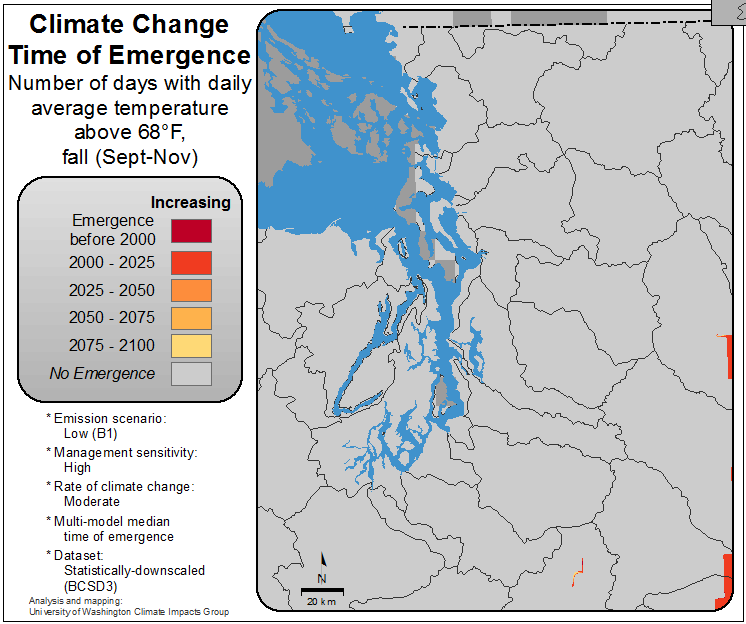 Climate Change
Time of Emergence
Number of days with daily
average temperature
above 68°F,
fall (Sept-Nov)
Increasing
Emergence
before 2000
2000 - 2025
2025 - 2050
2050 - 2075
2075 - 2100
No Emergence
* Emission scenario:
Low (B1)
* Management sensitivity:
High
* Rate of climate change:
Moderate
* Multi-model median
time of emergence
* Dataset:
Statistically-downscaled
(BCSD3)
Analysis and mapping:
University of Washington Climate Impacts Group
N
20 km